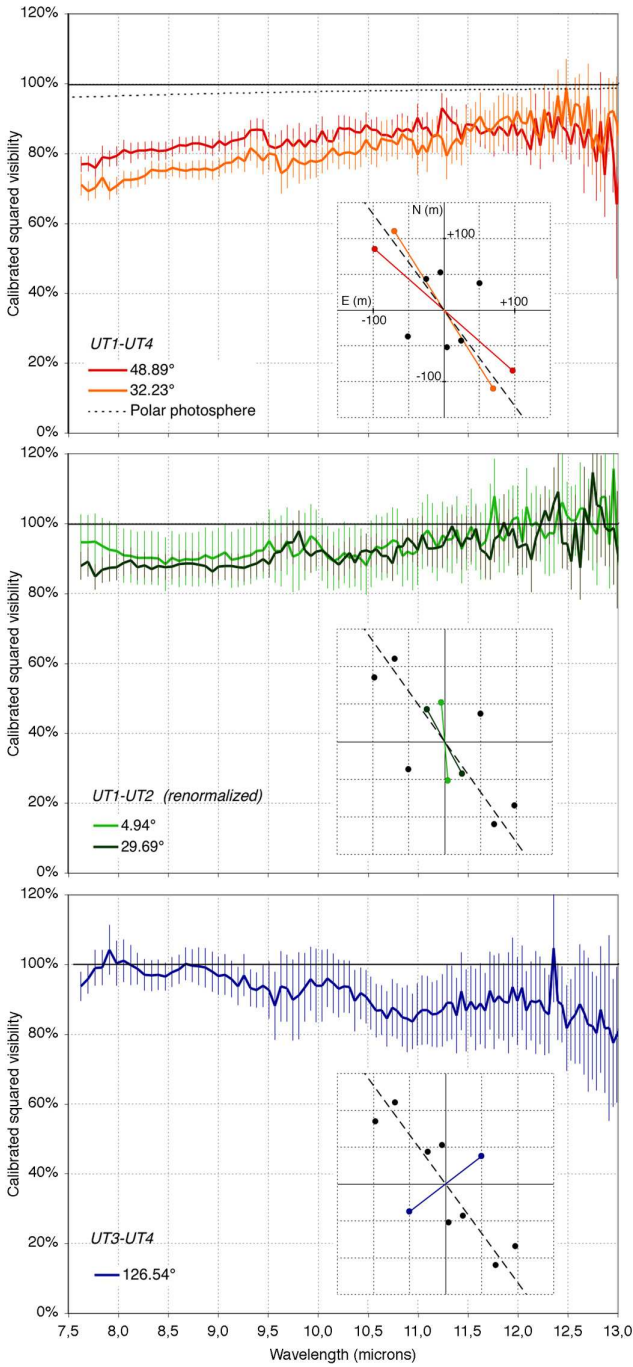 120%
100%
80%
60%
40%
20%
0%
Calibrated squared visibility
N (m)
+100
E (m)
-100
+100
-100
UT1-UT4
48.89°
32.23°
Polar photosphere
120%
100%
80%
60%
40%
20%
0%
Calibrated squared visibility
UT1-UT2 (renormalized)
4.94°
29.69°
120%
100%
80%
60%
40%
20%
0%
Calibrated squared visibility
UT3-UT4
126.54°
7,5 8,0 8,5 9,0 9,5 10,0 10,5 11,0 11,5 12,0 12,5 13,0
Wavelength (microns)